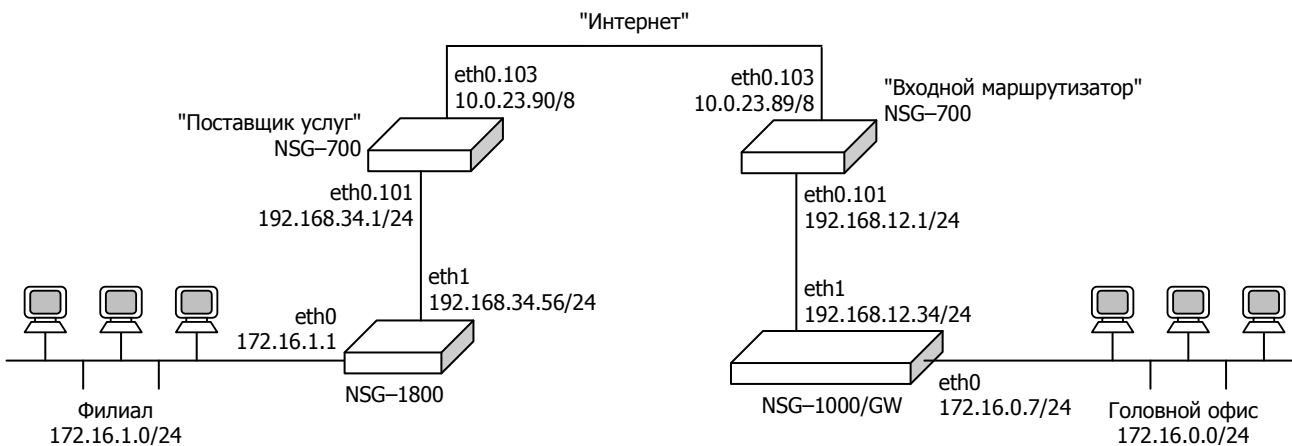 "Интернет"
eth0.103
10.0.23.90/8
eth0.103
10.0.23.89/8
"Поставщик услуг"
NSG–700
"Входной маршрутизатор"
NSG–700
eth0.101
192.168.34.1/24
eth0.101
192.168.12.1/24
eth1
192.168.34.56/24
eth1
192.168.12.34/24
eth0
172.16.1.1
NSG–1800
NSG–1000/GW
eth0
172.16.0.7/24
Филиал
172.16.1.0/24
Головной офис
172.16.0.0/24